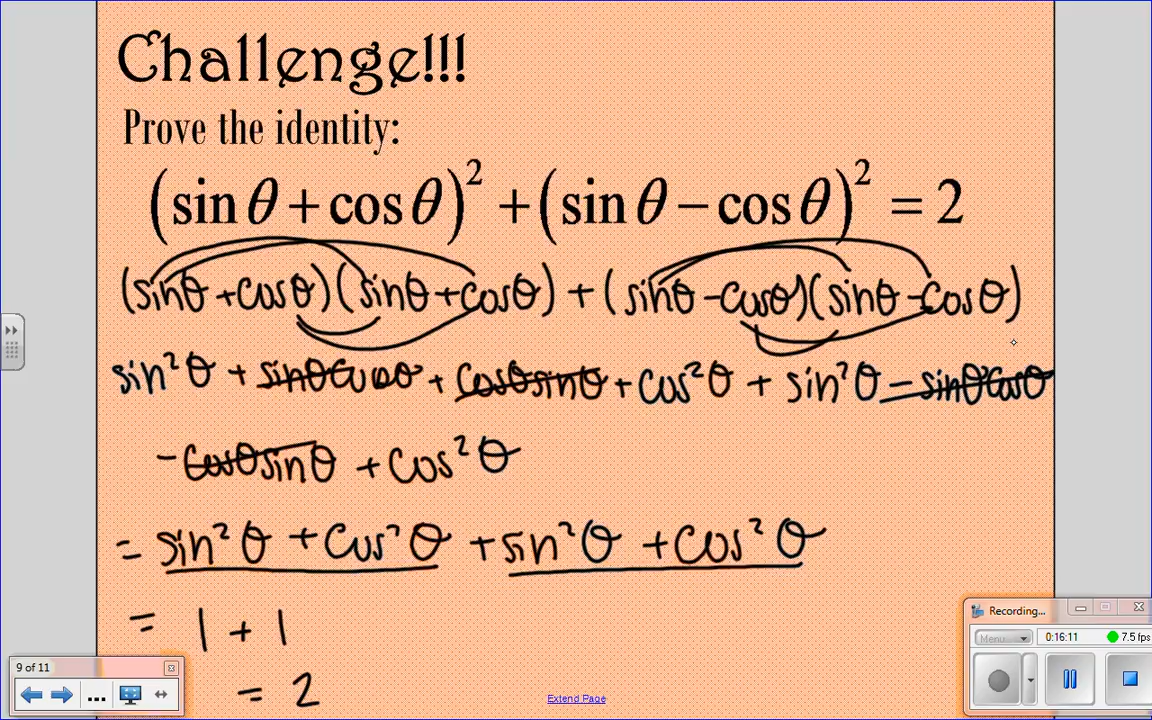 Challenge!!!
Prove the identity:
(sin θ + cos θ)² + (sin θ − cos θ)² = 2
(sinθ + cosθ)(sinθ + cosθ) + (sinθ − cosθ)(sinθ − cosθ)
sin²θ + sinθcosθ + cosθsinθ + cos²θ + sin²θ − sinθcosθ
− cosθsinθ + cos²θ
= sin²θ + cos²θ + sin²θ + cos²θ
= 1 + 1
= 2
Extend Page
9 of 11
...
Recording...
Menu...
0:16:11
7.5 fps